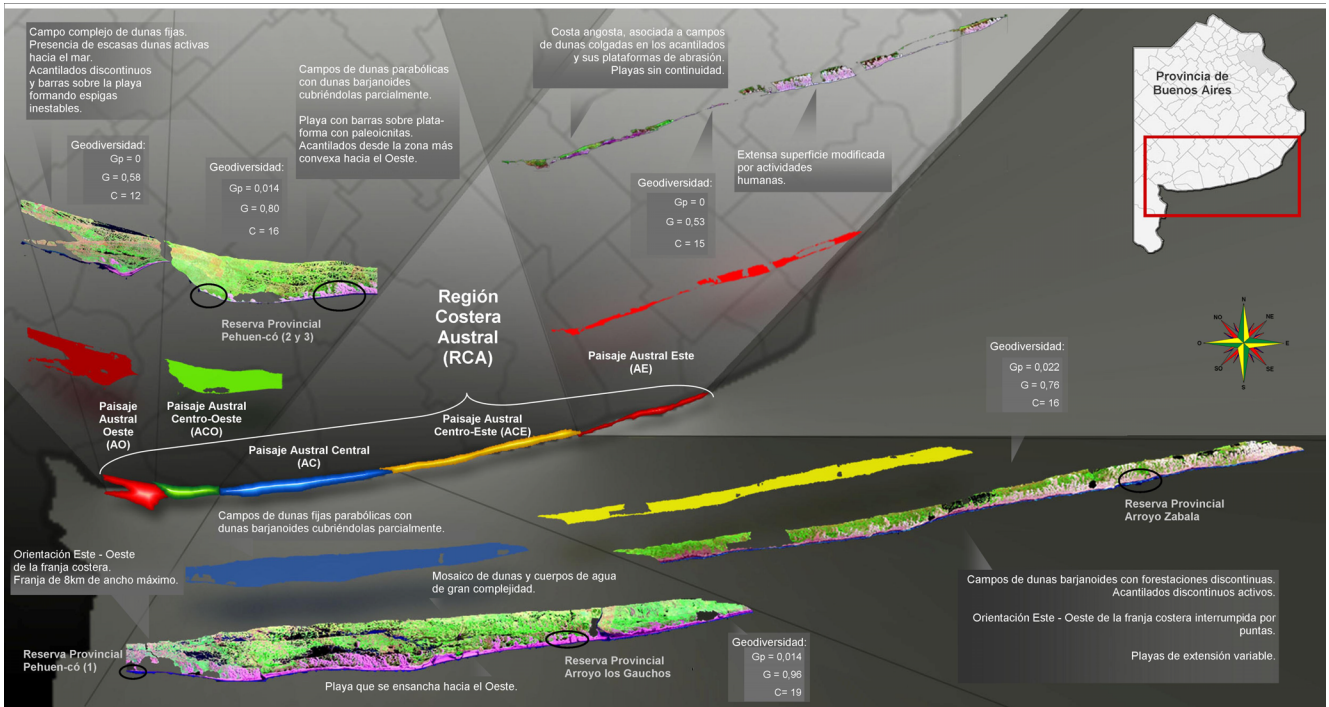 Campo complejo de dunas fijas.
Presencia de escasas dunas activas
hacia el mar.
Acantilados discontinuos
y barras sobre la playa
formando espigas
inestables.
Geodiversidad:
Gp = 0
G = 0,58
C = 12
Campos de dunas parabólicas
con dunas barjanoides
cubriéndolas parcialmente.
Playa con barras sobre plata-
forma con paleoicnitas.
Acantilados desde la zona más
convexa hacia el Oeste.
Geodiversidad:
Gp = 0,014
G = 0,80
C = 16
Costa angosta, asociada a campos
de dunas colgadas en los acantilados
y sus plataformas de abrasión.
Playas sin continuidad.
Extensa superficie modificada
por actividades
humanas.
Geodiversidad:
Gp = 0
G = 0,53
C = 15
Provincia de
Buenos Aires
N
NE
E
SE
S
SO
O
NO
Reserva Provincial
Pehuen-có (2 y 3)
Región
Costera
Austral
(RCA)
Paisaje Austral Este
(AE)
Paisaje
Austral
Oeste
(AO)
Paisaje Austral
Centro-Oeste
(ACO)
Paisaje Austral Central
(AC)
Paisaje Austral
Centro-Este (ACE)
Geodiversidad:
Gp = 0,022
G = 0,76
C= 16
Reserva Provincial
Arroyo Zabala
Campos de dunas fijas parabólicas con
dunas barjanoides cubriéndolas parcialmente.
Orientación Este - Oeste
de la franja costera.
Franja de 8km de ancho máximo.
Mosaico de dunas y cuerpos de agua
de gran complejidad.
Campos de dunas barjanoides con forestaciones discontinuas.
Acantilados discontinuos activos.
Orientación Este - Oeste de la franja costera interrumpida por
puntas.
Playas de extensión variable.
Reserva Provincial
Pehuen-có (1)
Reserva Provincial
Arroyo los Gauchos
Playa que se ensancha hacia el Oeste.
Geodiversidad:
Gp = 0,014
G = 0,96
C= 19